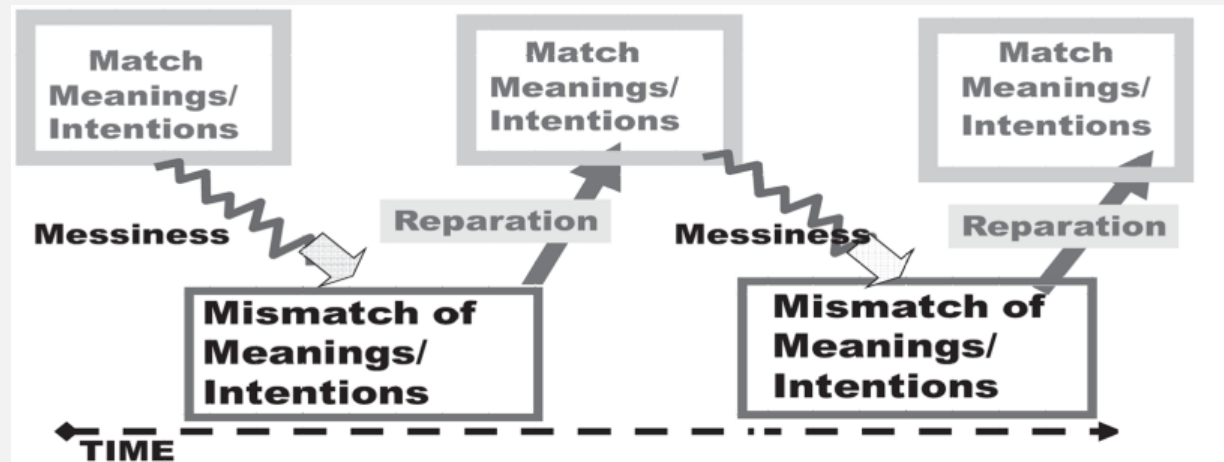 Match
Meanings/
Intentions
Match
Meanings/
Intentions
Match
Meanings/
Intentions
Messiness
Reparation
Messiness
Reparation
Mismatch of
Meanings/
Intentions
Mismatch of
Meanings/
Intentions
TIME